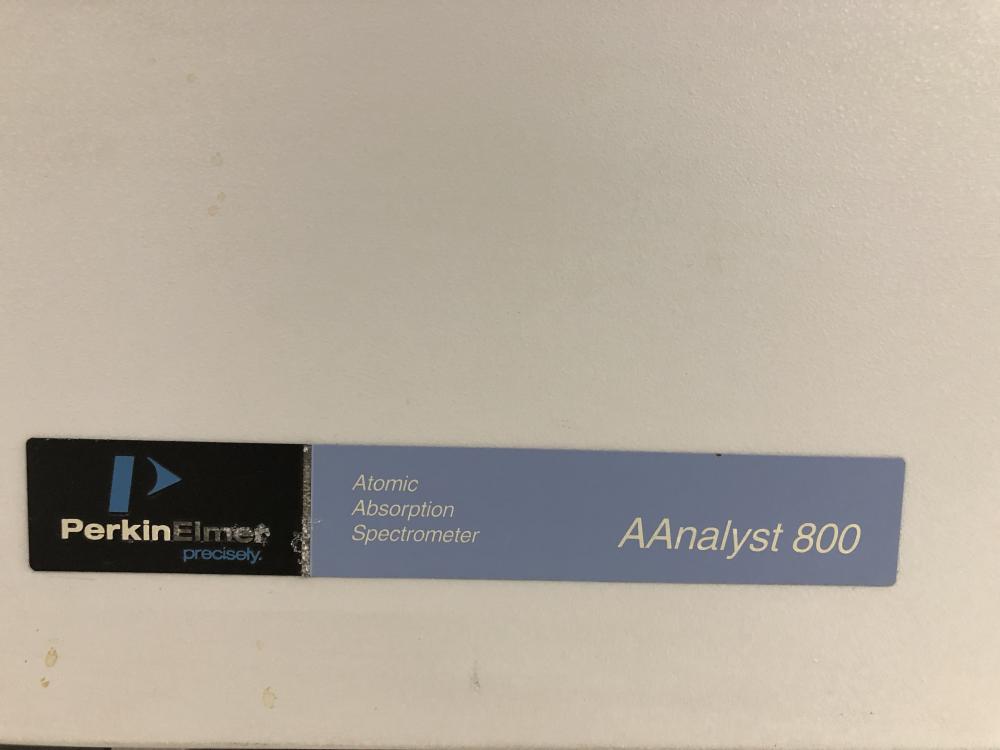 PerkinElmer
precisely.
Atomic
Absorption
Spectrometer
AAnalyst 800